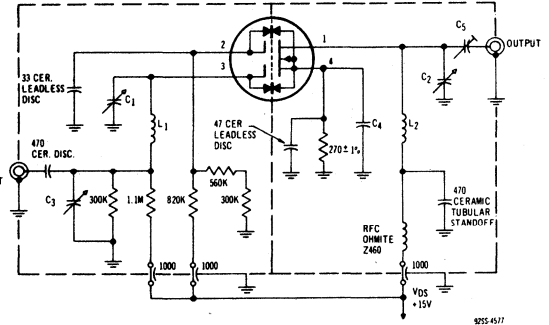 2
1
3
4
C5
OUTPUT
33 CER.
LEADLESS
DISC
C1
C2
L1
47 CER
LEADLESS
DISC
C4
L2
470
CER. DISC.
270±1%
T
C3
300K
1.1M
820K
560K
300K
470
CERAMIC
TUBULAR
STANDOFF
RFC
OHMITE
Z460
1000
1000
1000
VDS
+15V
92SS-4577